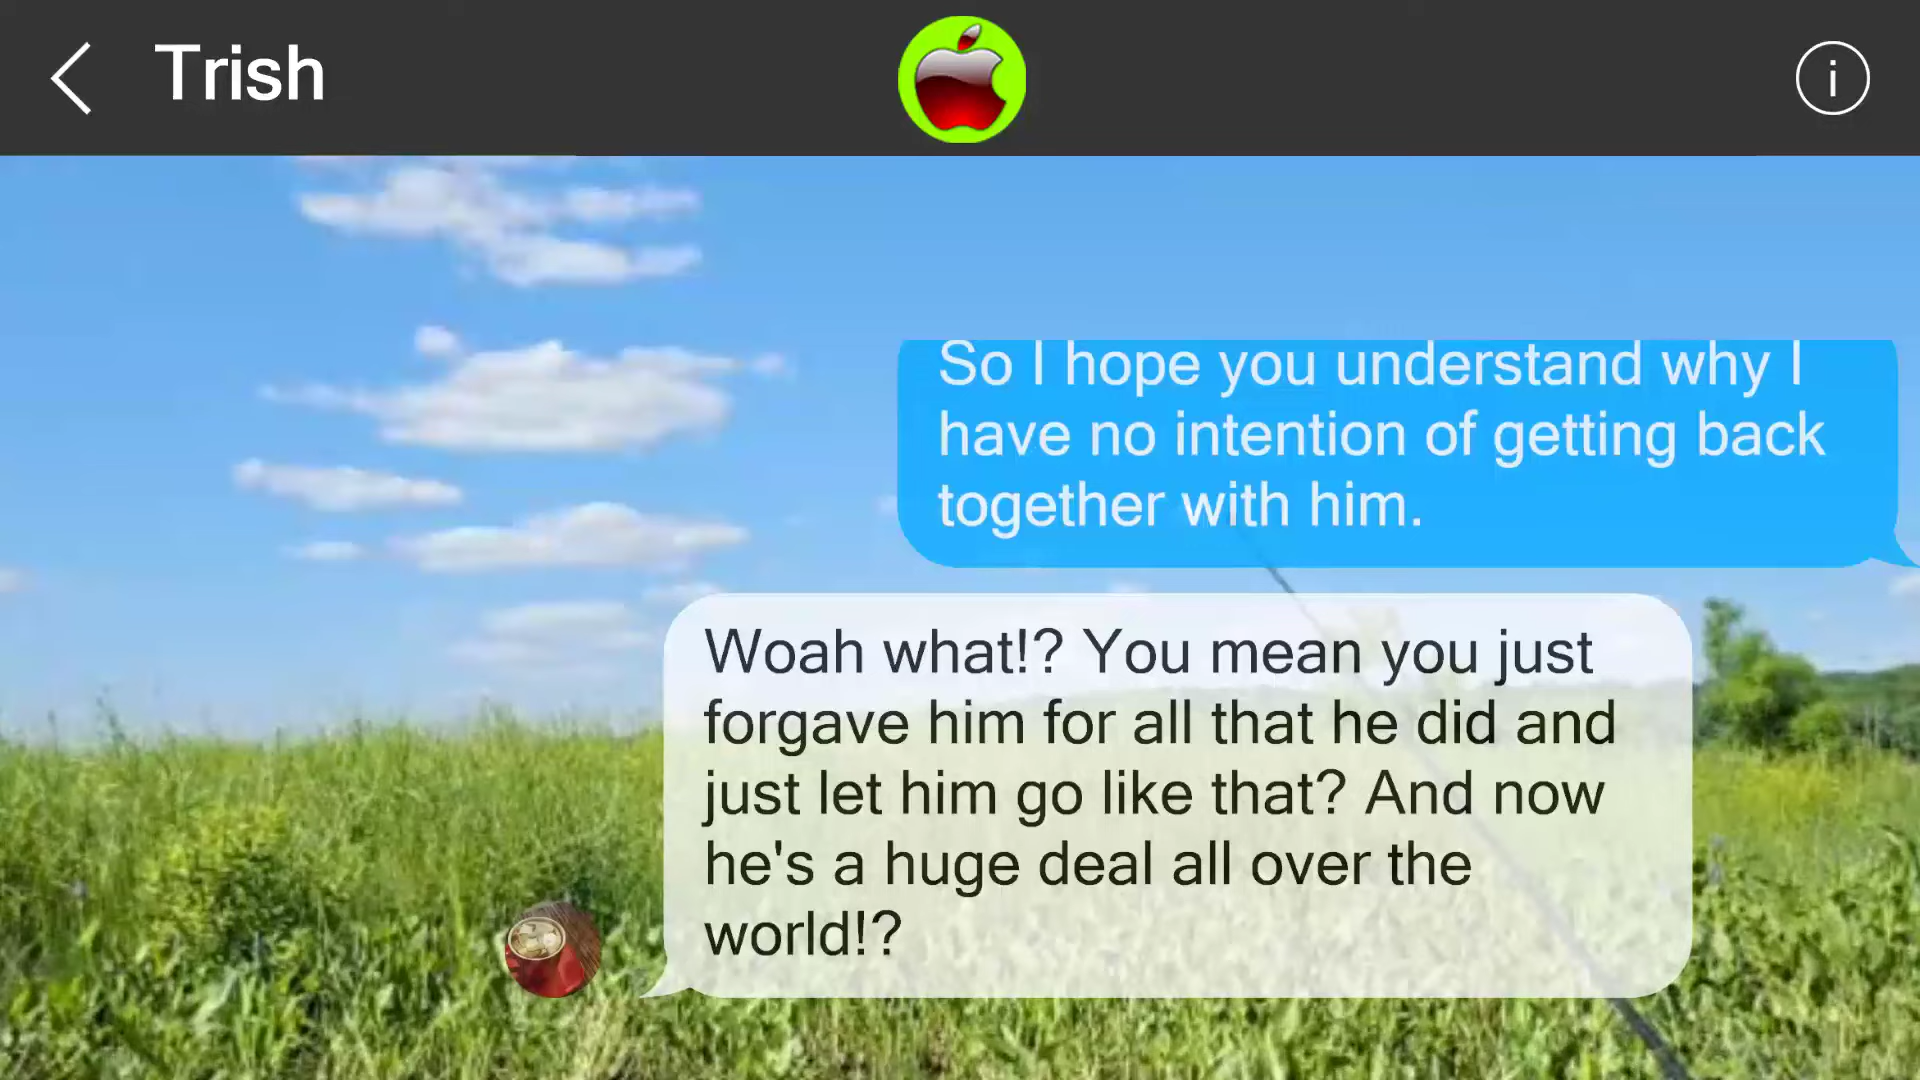 Trish
So I hope you understand why I
have no intention of getting back
together with him.
Woah what!? You mean you just
forgave him for all that he did and
just let him go like that? And now
he's a huge deal all over the
world!?